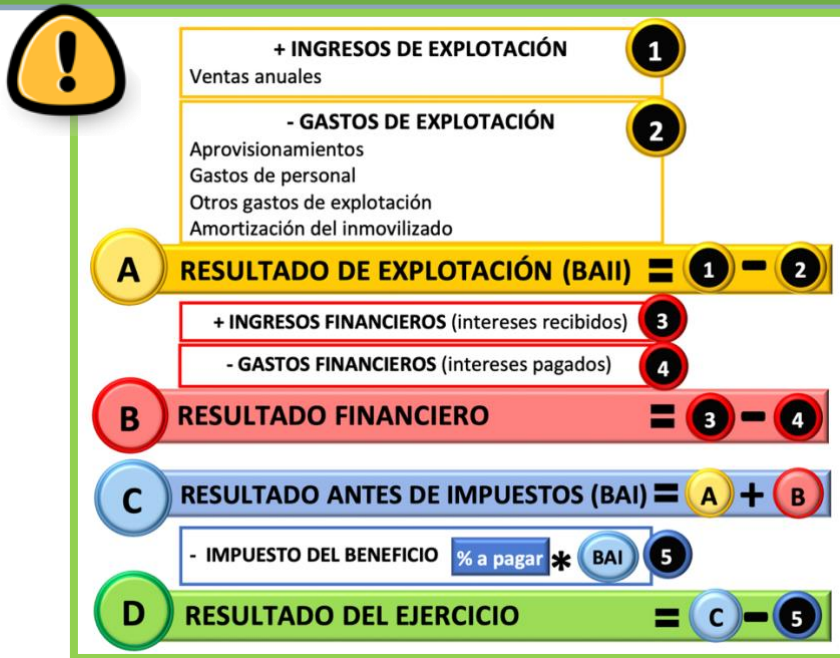 !
+ INGRESOS DE EXPLOTACIÓN 1
Ventas anuales
- GASTOS DE EXPLOTACIÓN 2
Aprovisionamientos
Gastos de personal
Otros gastos de explotación
Amortización del inmovilizado
A RESULTADO DE EXPLOTACIÓN (BAII) = 1 - 2
+ INGRESOS FINANCIEROS (intereses recibidos) 3
- GASTOS FINANCIEROS (intereses pagados) 4
B RESULTADO FINANCIERO = 3 - 4
C RESULTADO ANTES DE IMPUESTOS (BAI) = A + B
- IMPUESTO DEL BENEFICIO % a pagar * BAI 5
D RESULTADO DEL EJERCICIO = C - 5